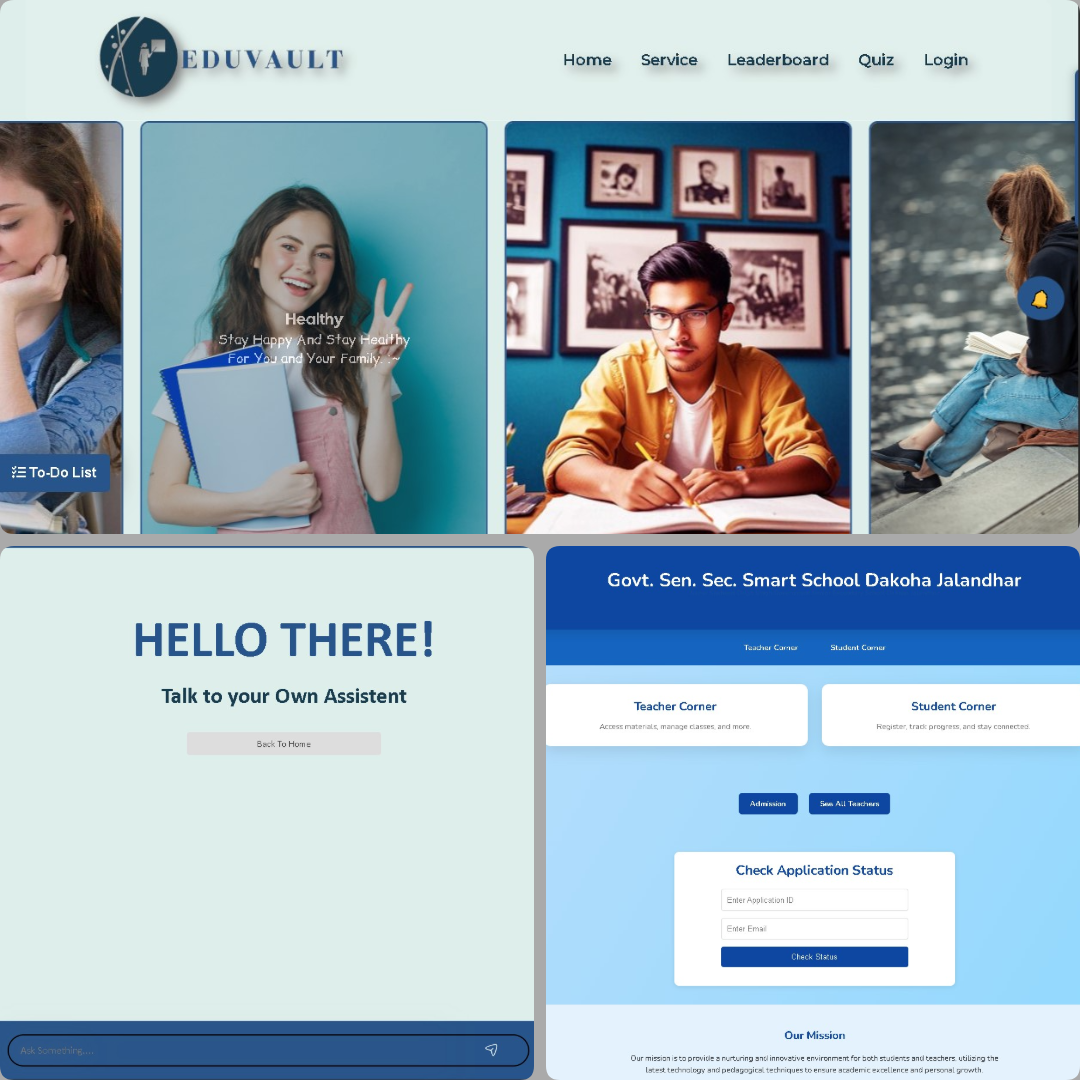 EDUVAULT
Home Service Leaderboard Quiz Login
Healthy
Stay Happy And Stay Healthy
For You and Your Family...~
To-Do List
HELLO THERE!
Talk to your Own Assistent
Back To Home
Ask Something....
Govt. Sen. Sec. Smart School Dakoha Jalandhar
Teacher Corner Student Corner
Teacher Corner
Access materials, manage classes, and more.
Student Corner
Register, track progress, and stay connected.
Admission See All Teachers
Check Application Status
Enter Application ID
Enter Email
Check Status
Our Mission
Our mission is to provide a nurturing and innovative environment for both students and teachers, utilizing the
latest technology and pedagogical techniques to ensure academic excellence and personal growth.